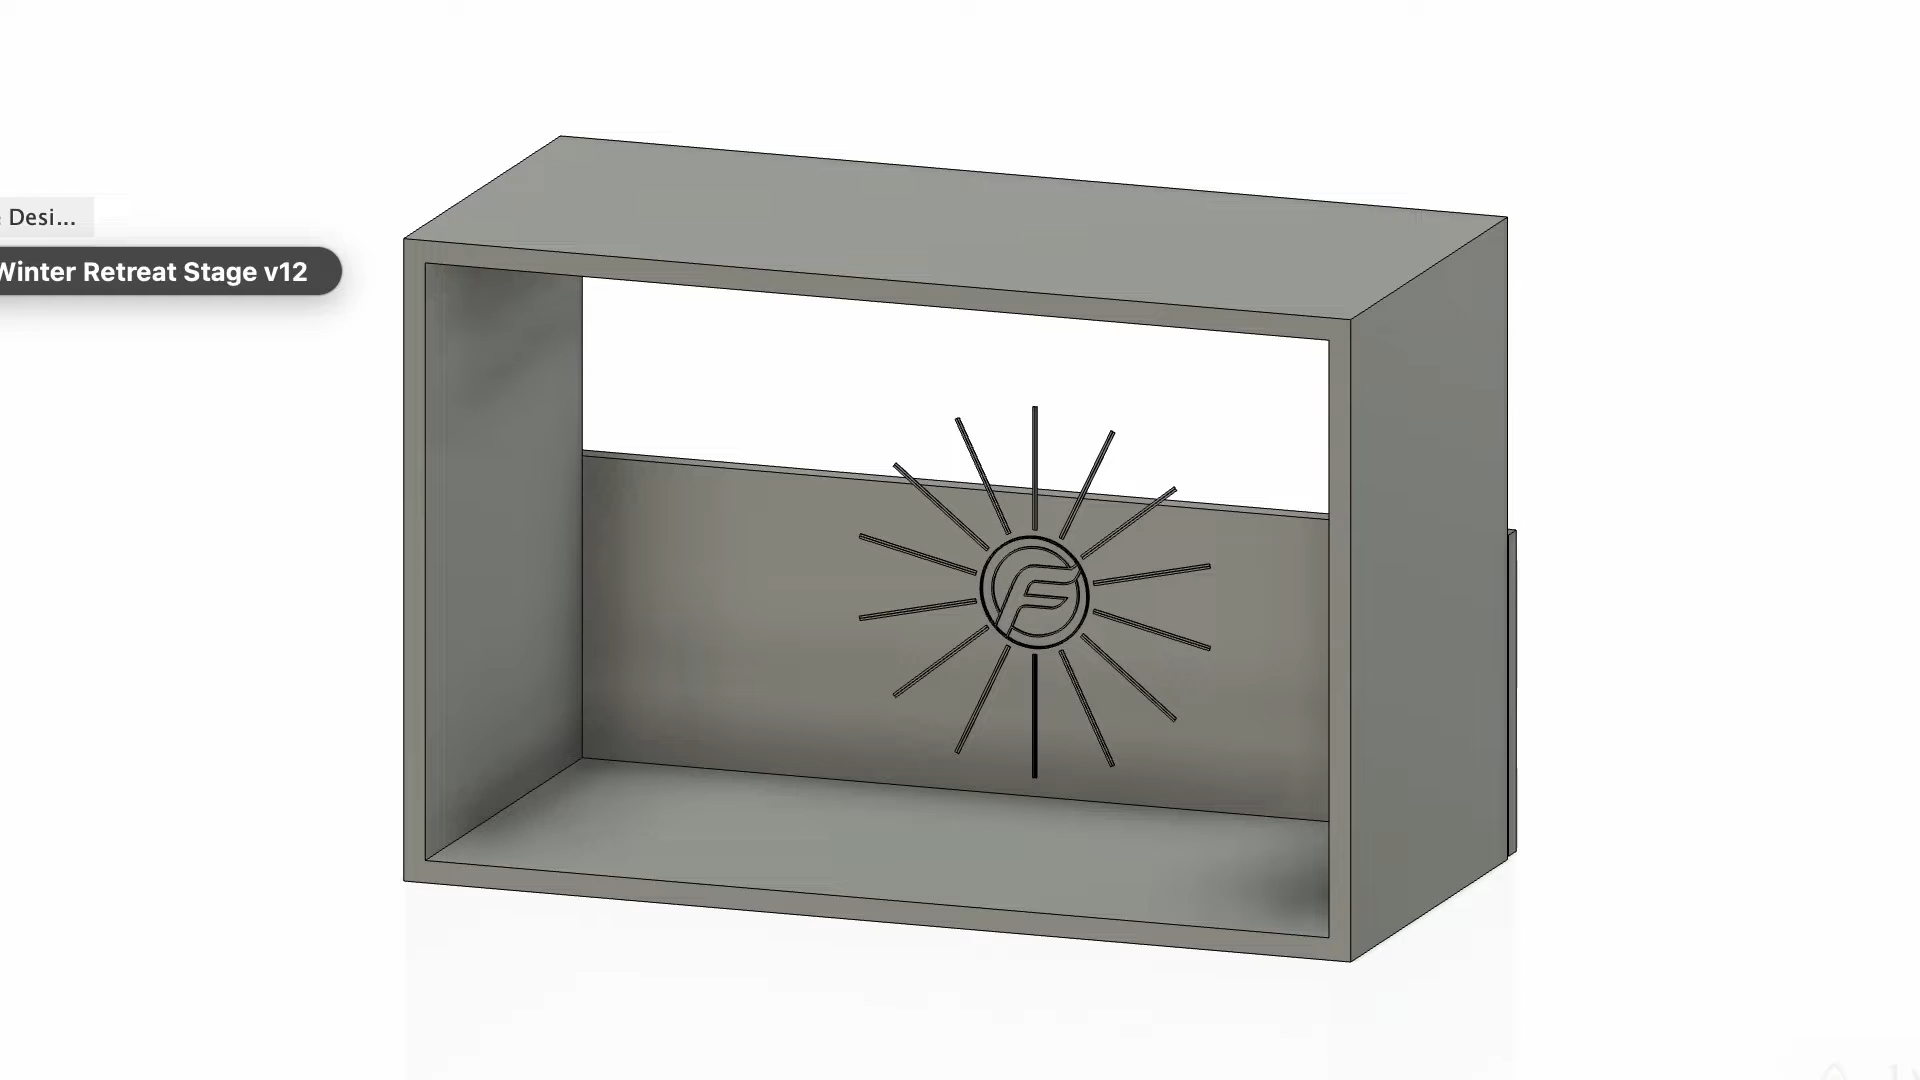 Desi...
Winter Retreat Stage v12
F